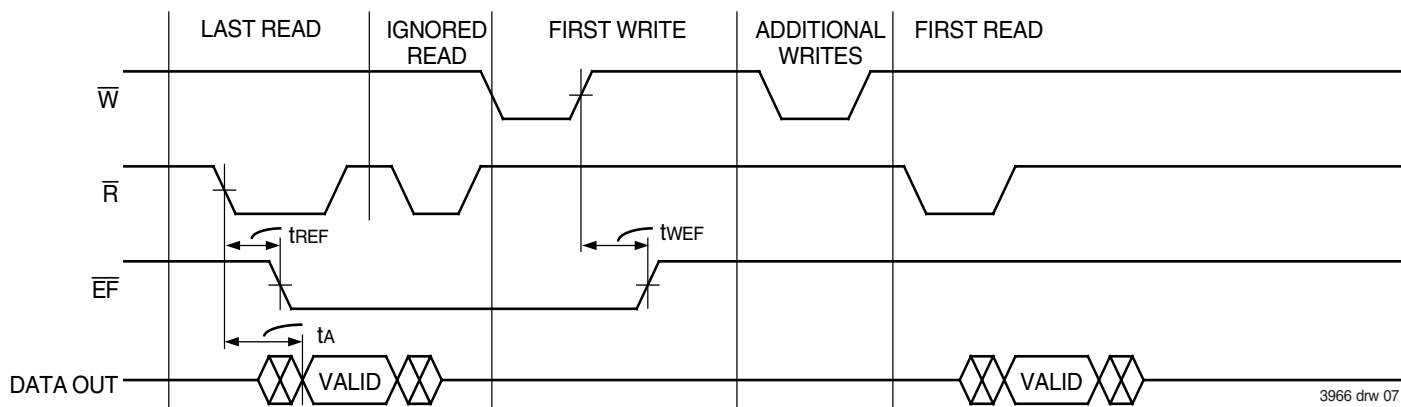 LAST READ
IGNORED
READ
FIRST WRITE
ADDITIONAL
WRITES
FIRST READ
W̅
R̅
tREF
tWEF
E̅F̅
tA
DATA OUT
VALID
VALID
3966 drw 07